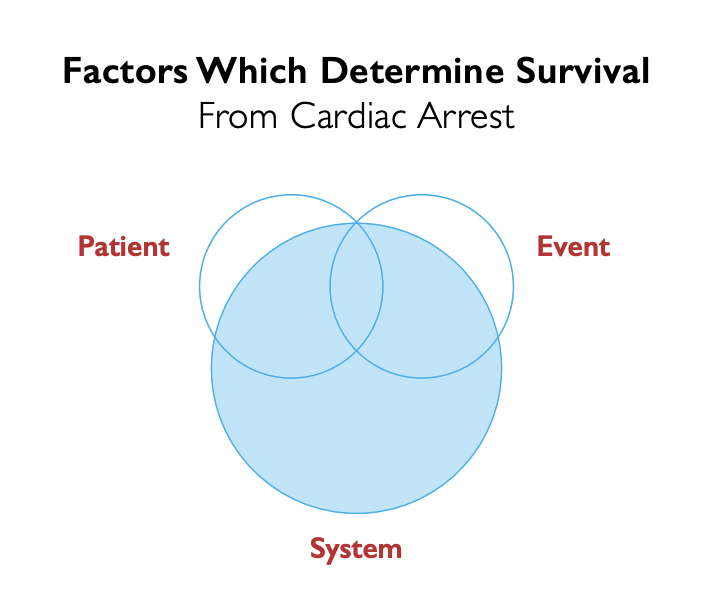 Factors Which Determine Survival
From Cardiac Arrest
Patient
Event
System